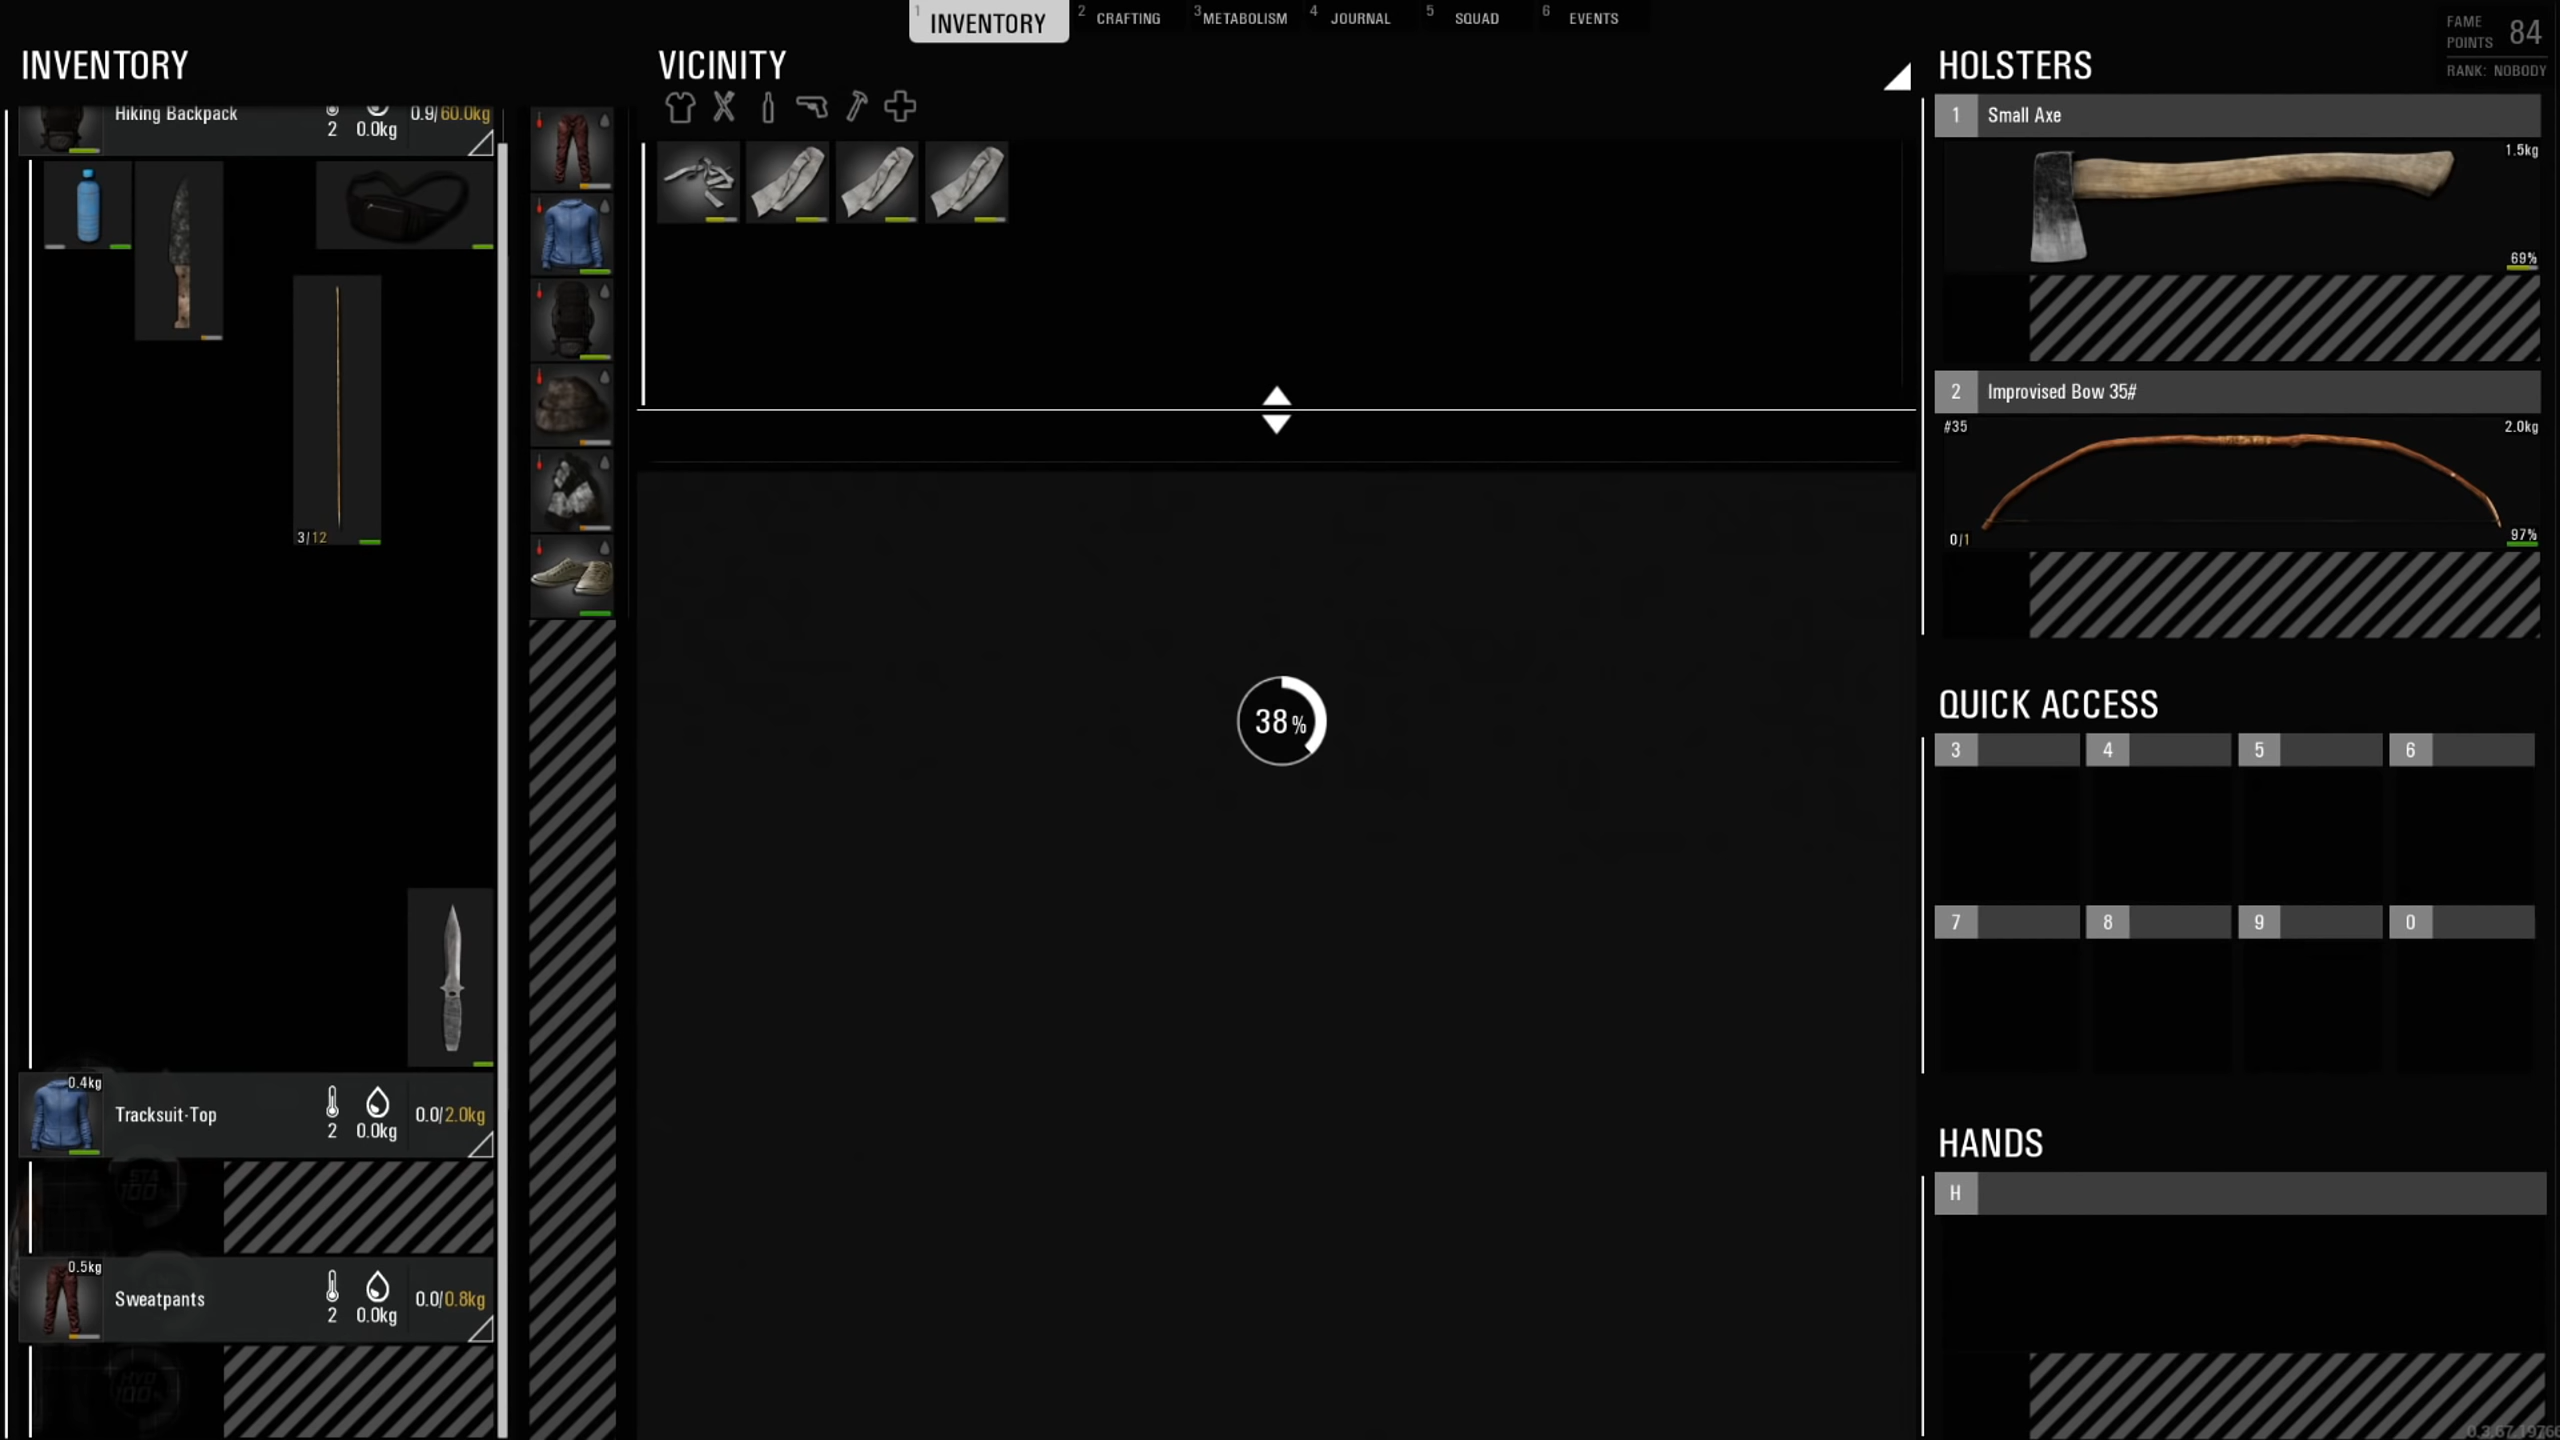 1 INVENTORY
2 CRAFTING
3 METABOLISM
4 JOURNAL
5 SQUAD
6 EVENTS
FAME POINTS 84
RANK: NOBODY
INVENTORY
Hiking Backpack
2
0.0kg
0.9/60.0kg
3/12
0.4kg
Tracksuit-Top
2
0.0kg
0.0/2.0kg
STA
100
0.5kg
Sweatpants
2
0.0kg
0.0/0.8kg
HYD
100
VICINITY
38%
HOLSTERS
1 Small Axe
1.5kg
69%
2 Improvised Bow 35#
#35
2.0kg
0/1
97%
QUICK ACCESS
3
4
5
6
7
8
9
0
HANDS
H